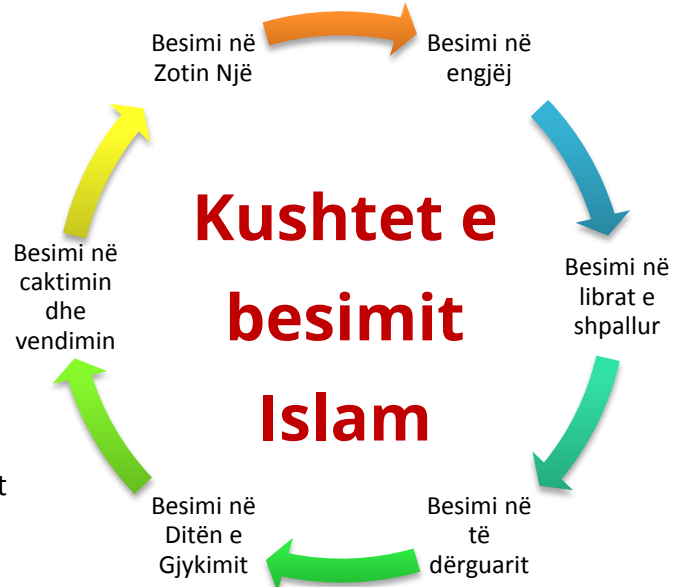 Besimi në
Zotin Një
Besimi në
engjëj
Besimi në
librat e
shpallur
Besimi në
të
dërguarit
Besimi në
Ditën e
Gjykimit
Besimi në
caktimin
dhe
vendimin
Kushtet e
besimit
Islam
t